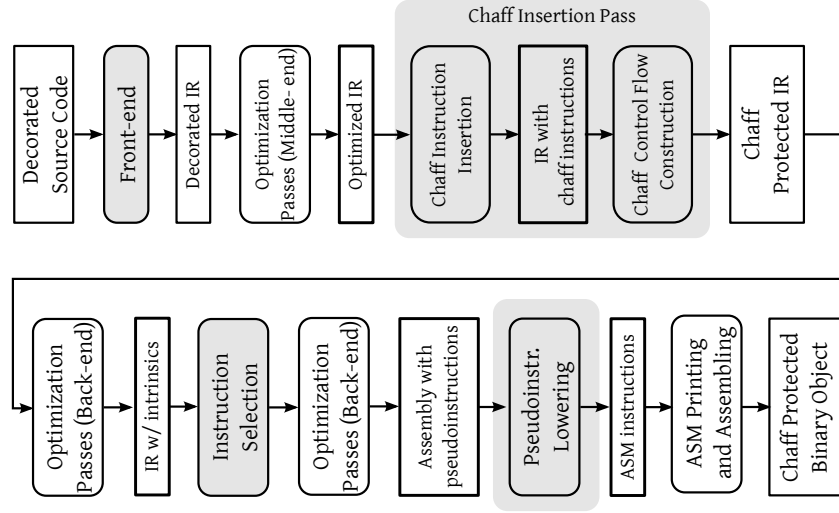 Chaff Insertion Pass
Decorated
Source Code
Front-end
Decorated IR
Optimization
Passes (Middle- end)
Optimized IR
Chaff Instruction
Insertion
IR with
chaff instructions
Chaff Control Flow
Construction
Chaff
Protected IR
Optimization
Passes (Back-end)
IR w/ intrinsics
Instruction
Selection
Optimization
Passes (Back-end)
Assembly with
pseudoinstructions
Pseudoinstr.
Lowering
ASM instructions
ASM Printing
and Assembling
Chaff Protected
Binary Object